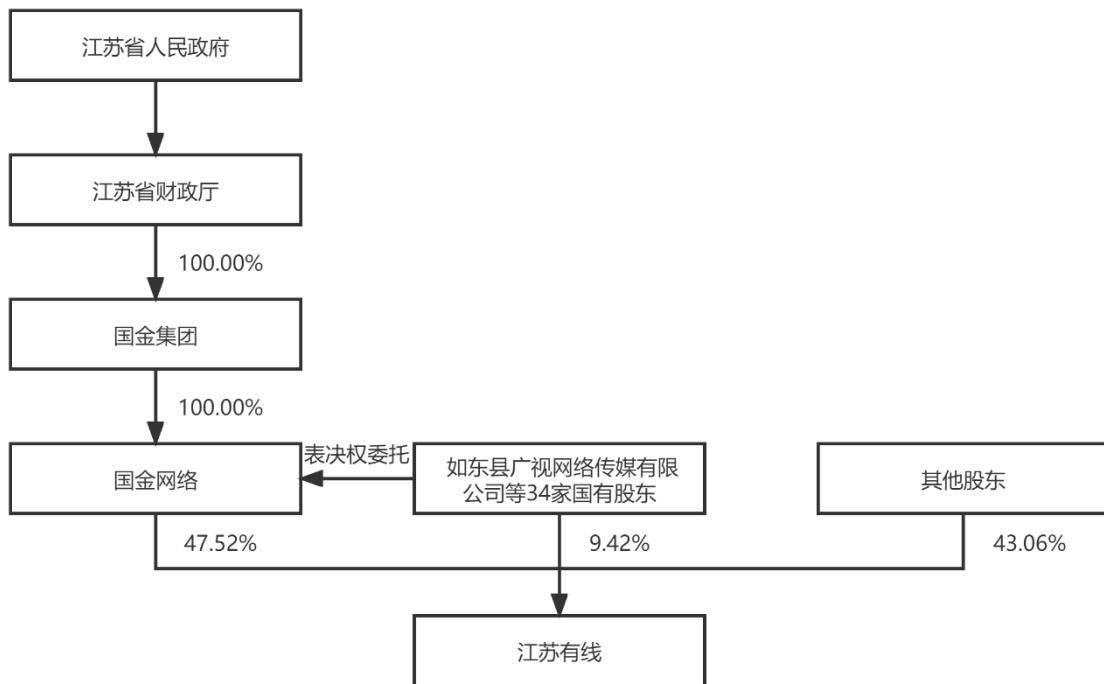 江苏省人民政府
江苏省财政厅
100.00%
国金集团
100.00%
国金网络
表决权委托
如东县广视网络传媒有限
公司等34家国有股东
其他股东
47.52%
9.42%
43.06%
江苏有线